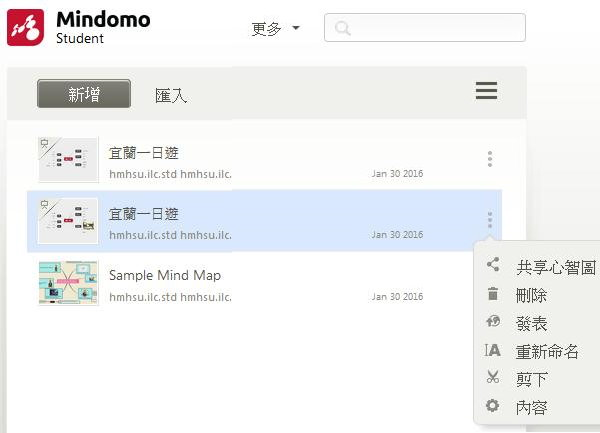 Mindomo
Student
更多
新增
匯入
宜蘭一日遊
hmhsu.ilc.std hmhsu.ilc.
Jan 30 2016
宜蘭一日遊
hmhsu.ilc.std hmhsu.ilc.
Jan 30 2016
Sample Mind Map
hmhsu.ilc.std hmhsu.ilc.
Jan 30 2016
共享心智圖
刪除
發表
重新命名
剪下
內容